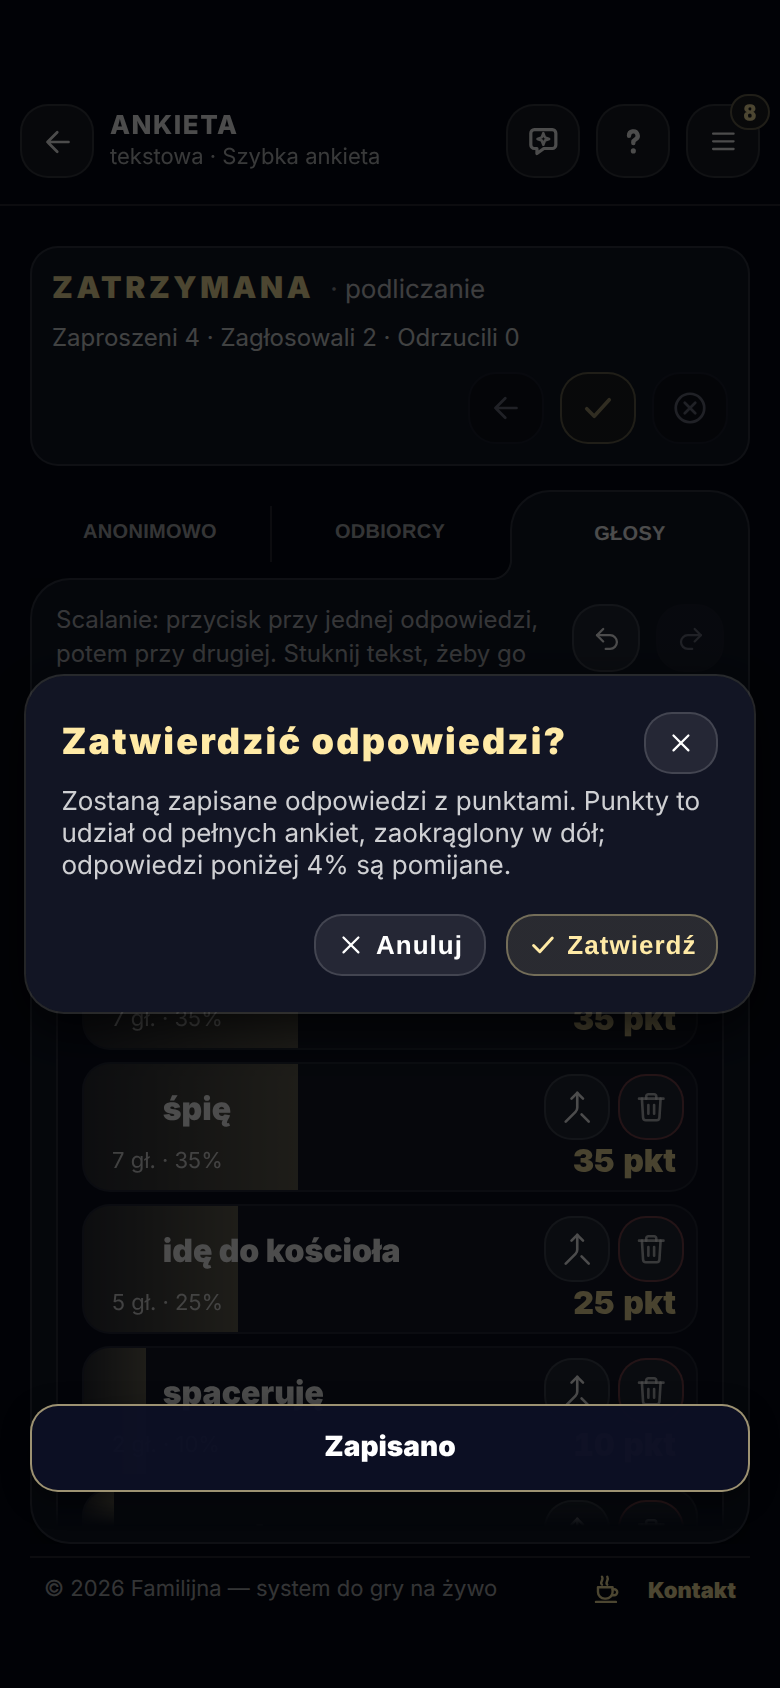 ANKIETA
tekstowa · Szybka ankieta
8
ZATRZYMANA · podliczanie
Zaproszeni 4 · Zagłosowali 2 · Odrzucili 0
ANONIMOWO
ODBIORCY
GŁOSY
Scalanie: przycisk przy jednej odpowiedzi,
potem przy drugiej. Stuknij tekst, żeby go
Zatwierdzić odpowiedzi?
Zostaną zapisane odpowiedzi z punktami. Punkty to
udział od pełnych ankiet, zaokrąglony w dół;
odpowiedzi poniżej 4% są pomijane.
Anuluj
Zatwierdź
7 gł. · 35%
35 pkt
śpię
7 gł. · 35%
35 pkt
idę do kościoła
5 gł. · 25%
25 pkt
spaceruję
10 pkt
Zapisano
© 2026 Familijna — system do gry na żywo
Kontakt